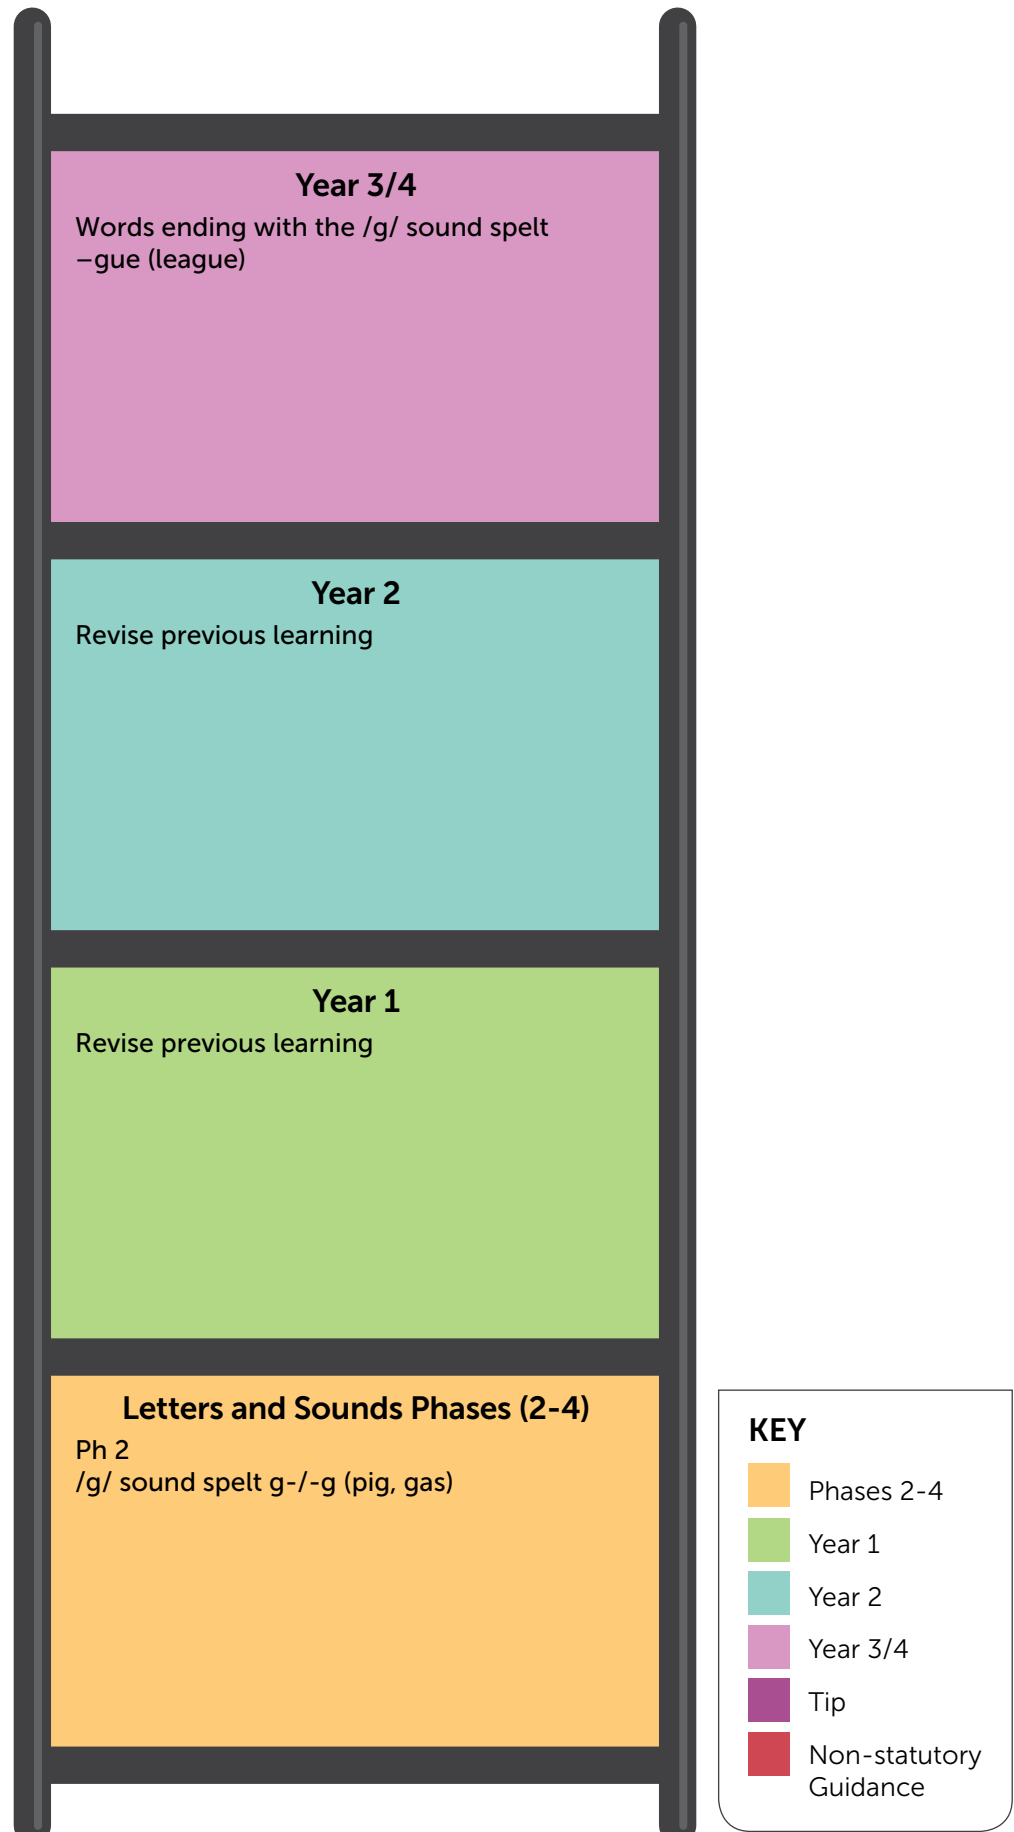 Year 3/4
Words ending with the /g/ sound spelt
–gue (league)
Year 2
Revise previous learning
Year 1
Revise previous learning
Letters and Sounds Phases (2-4)
Ph 2
/g/ sound spelt g-/-g (pig, gas)
KEY
Phases 2-4
Year 1
Year 2
Year 3/4
Tip
Non-statutory
Guidance